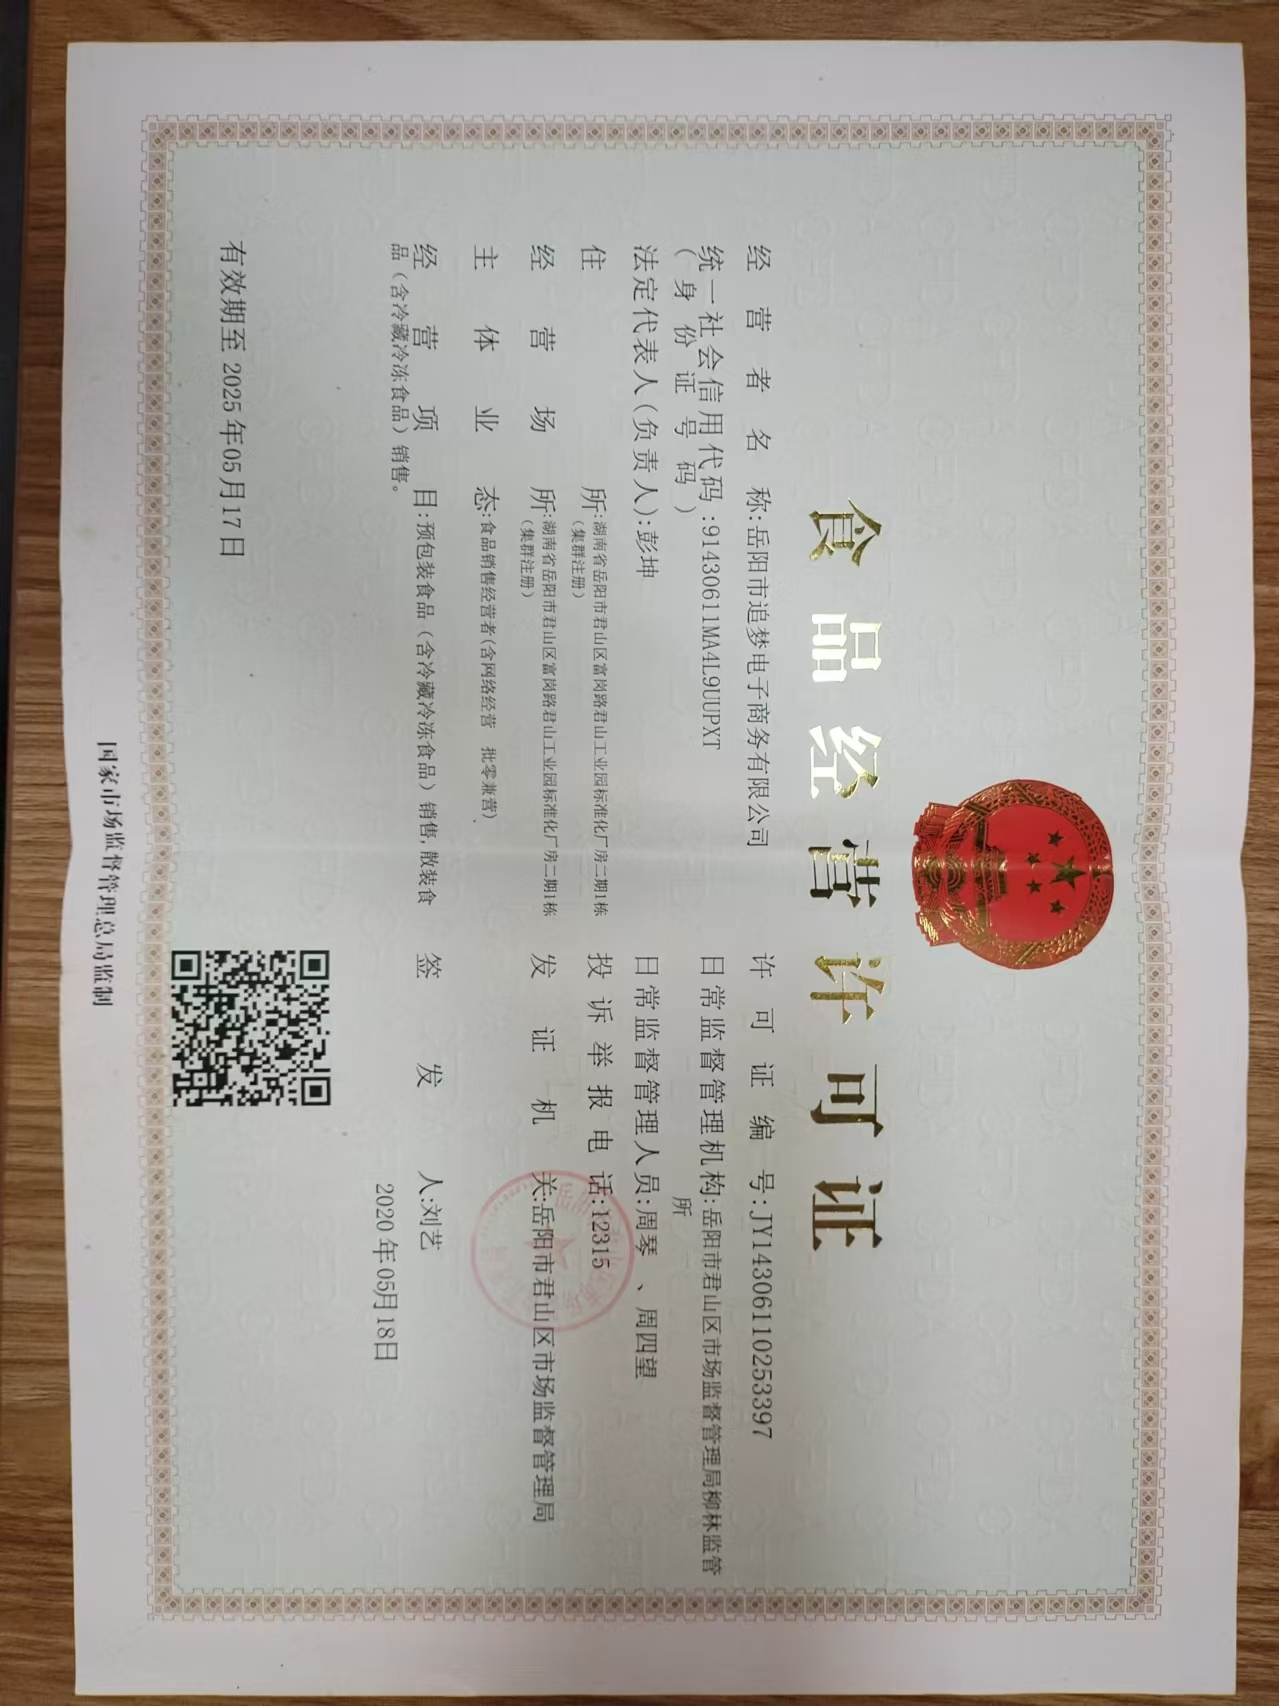 食品经营许可证
经营者名称:岳阳市追梦电子商务有限公司
统一社会信用代码:91430611MA4L9UUPXT
(身份证号码)
法定代表人(负责人):彭坤
住所:湖南省岳阳市君山区富岗路君山工业园标准化厂房二期1栋
(集群注册)
经营场所:湖南省岳阳市君山区富岗路君山工业园标准化厂房二期1栋
(集群注册)
主体业态:食品销售经营者(含网络经营 批零兼营)
经营项目:预包装食品(含冷藏冷冻食品)销售,散装食
品(含冷藏冷冻食品)销售。
有效期至 2025年05月17日
许可证编号:JY14306110253397
日常监督管理机构:岳阳市君山区市场监督管理局柳林监管
所
日常监督管理人员:周琴、周四望
投诉举报电话:12315
发证机关:岳阳市君山区市场监督管理局
签发人:刘艺
2020年05月18日
国家市场监督管理总局监制